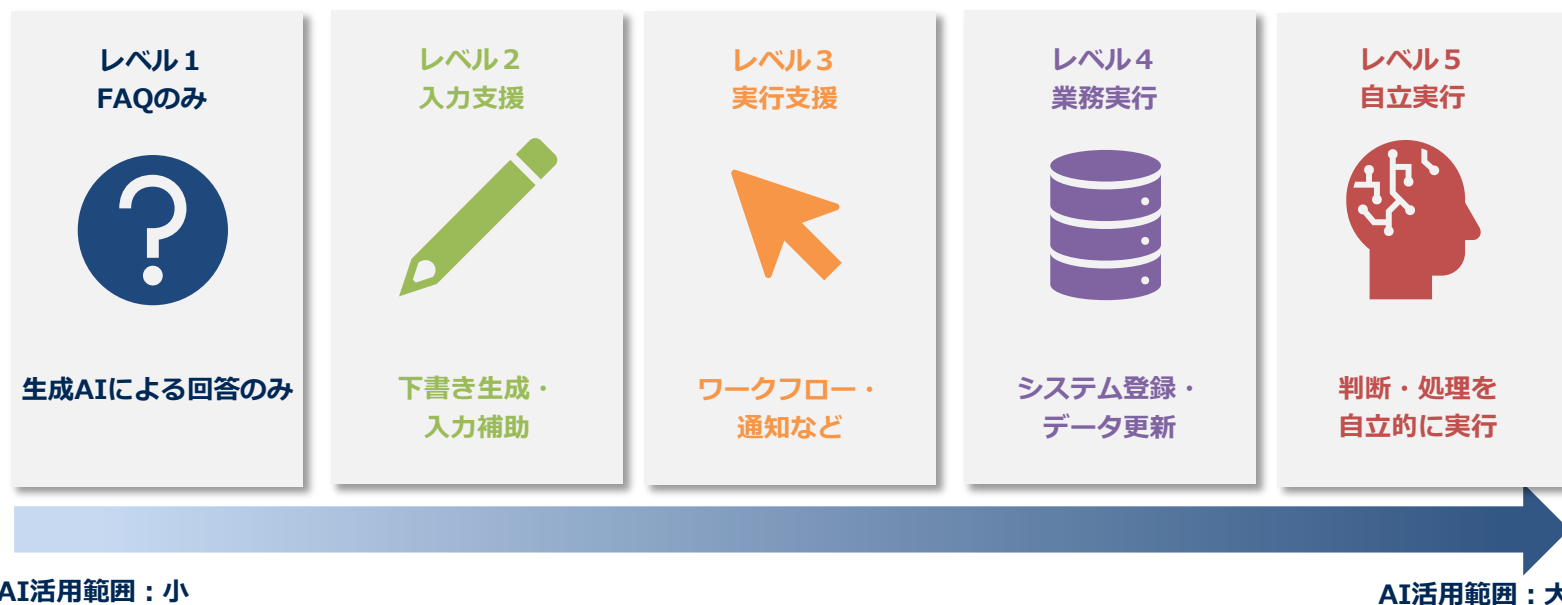 レベル１
FAQのみ
生成AIによる回答のみ
レベル２
入力支援
下書き生成・
入力補助
レベル３
実行支援
ワークフロー・
通知など
レベル４
業務実行
システム登録・
データ更新
レベル５
自立実行
判断・処理を
自立的に実行
AI活用範囲：小
AI活用範囲：大